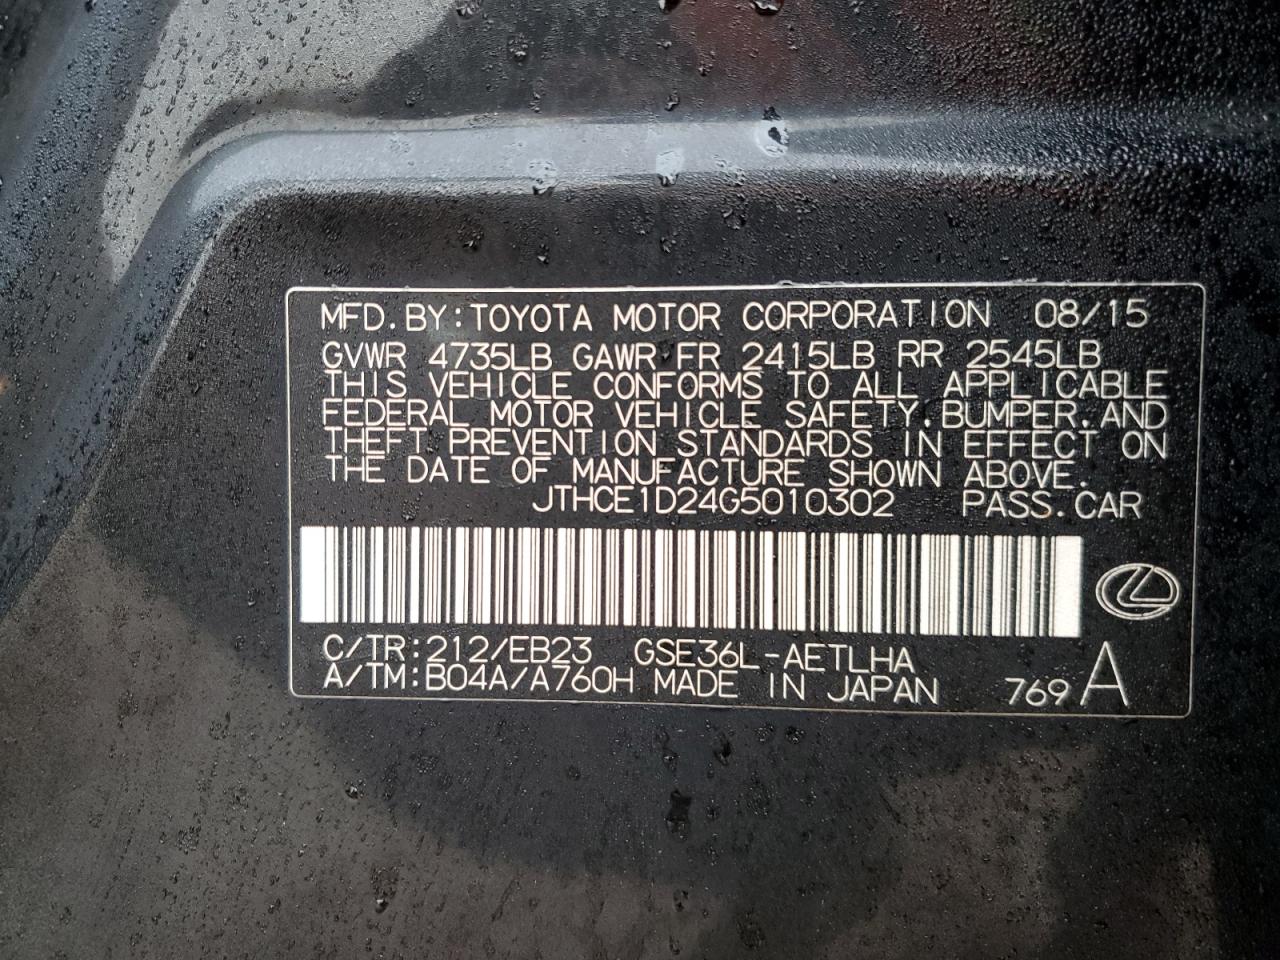 MFD. BY: TOYOTA MOTOR CORPORATION 08/15
GVWR 4735LB GAWR FR 2415LB RR 2545LB
THIS VEHICLE CONFORMS TO ALL APPLICABLE
FEDERAL MOTOR VEHICLE SAFETY, BUMPER, AND
THEFT PREVENTION STANDARDS IN EFFECT ON
THE DATE OF MANUFACTURE SHOWN ABOVE.
JTHCE1D24G5010302 PASS. CAR
C/TR: 212/EB23 GSE36L-AETLHA
A/TM: B04A/A760H MADE IN JAPAN 769 A